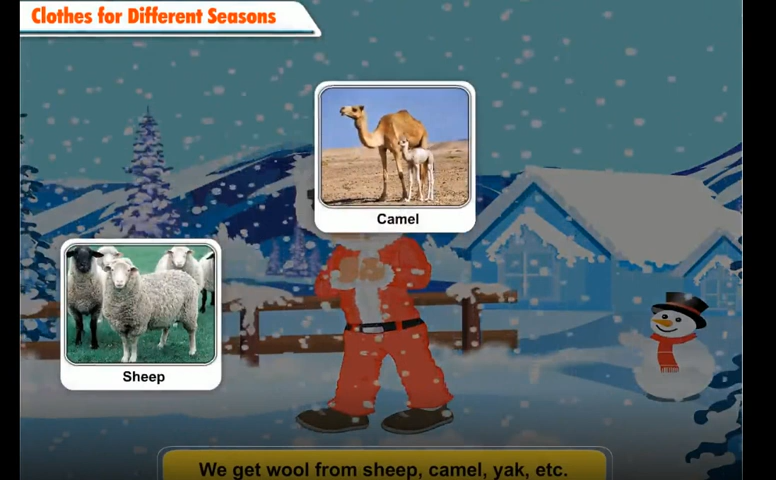 Clothes for Different Seasons
Camel
Sheep
We get wool from sheep, camel, yak, etc.